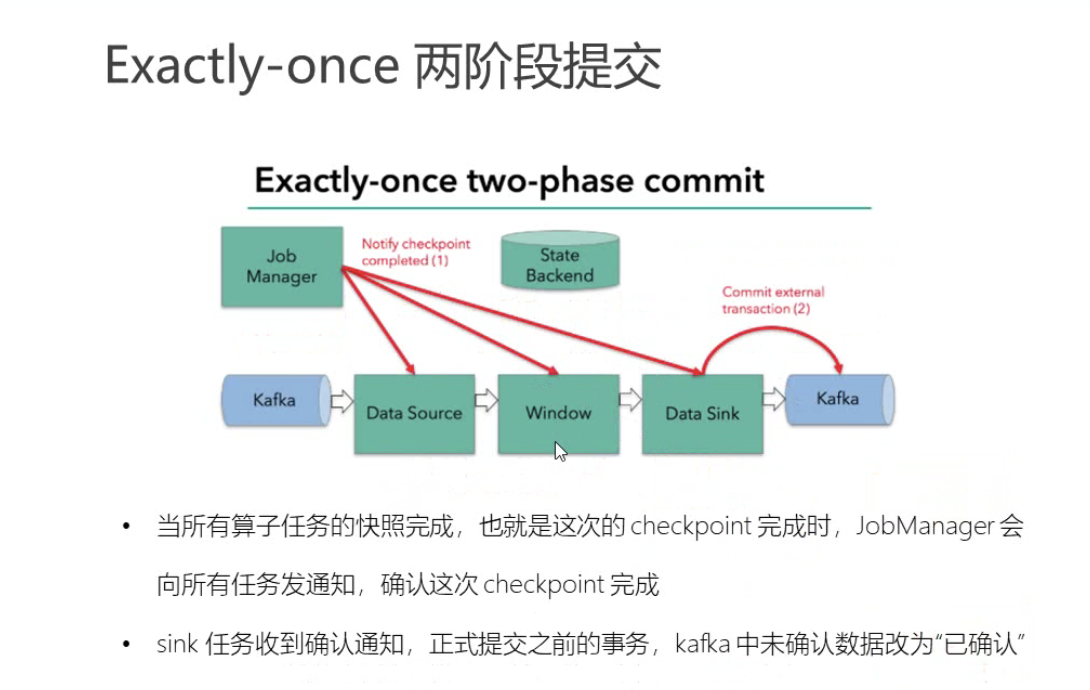 Exactly-once 两阶段提交
Exactly-once two-phase commit
Job
Manager
Notify checkpoint
completed (1)
State
Backend
Commit external
transaction (2)
Kafka
Data Source
Window
Data Sink
Kafka
• 当所有算子任务的快照完成，也就是这次的 checkpoint 完成时，JobManager 会
向所有任务发通知，确认这次 checkpoint 完成
• sink 任务收到确认通知，正式提交之前的事务，kafka 中未确认数据改为“已确认”